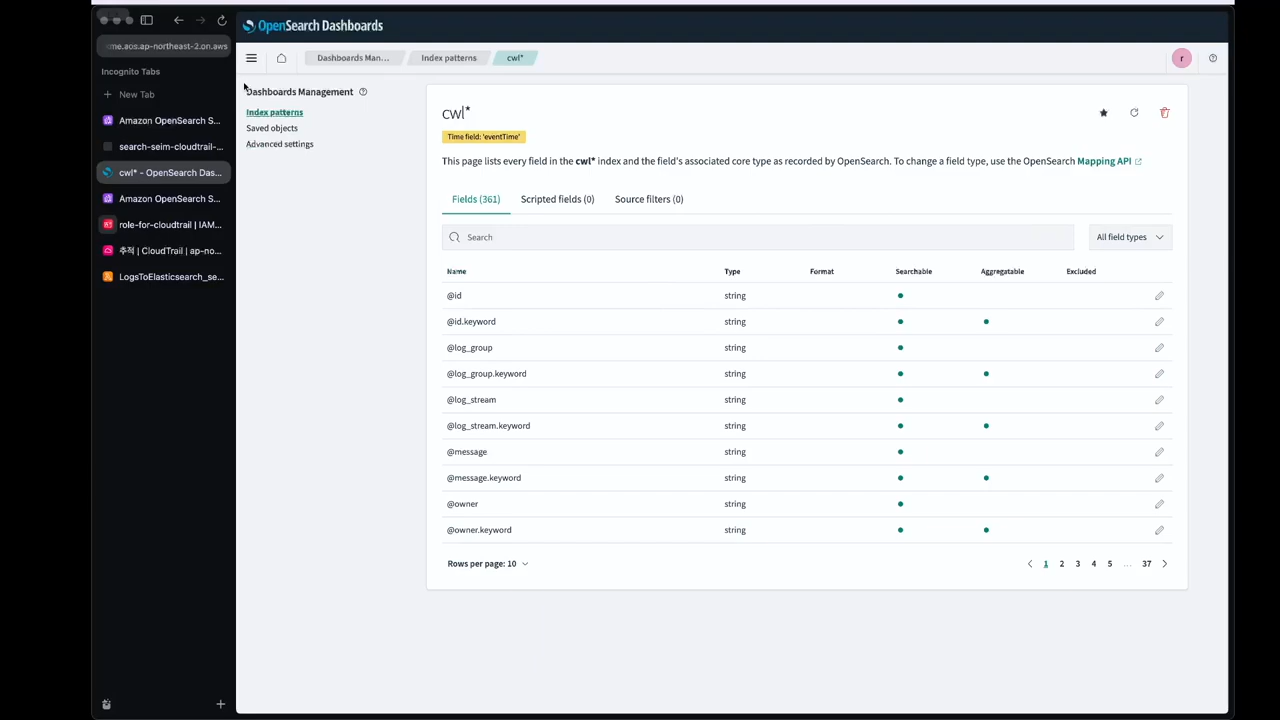 me.aos.ap-northeast-2.on.aws
Incognito Tabs
New Tab
Amazon OpenSearch S...
search-seim-cloudtrail-...
cwl* - OpenSearch Das...
Amazon OpenSearch S...
role-for-cloudtrail | IAM...
추적 | CloudTrail | ap-no...
LogsToElasticsearch_se...
OpenSearch Dashboards
Dashboards Man... Index patterns cwl*
r
Dashboards Management
Index patterns
Saved objects
Advanced settings
cwl*
Time field: 'eventTime'
This page lists every field in the cwl* index and the field's associated core type as recorded by OpenSearch. To change a field type, use the OpenSearch Mapping API
Fields (361) Scripted fields (0) Source filters (0)
Search All field types
Name Type Format Searchable Aggregatable Excluded
@id string
@id.keyword string
@log_group string
@log_group.keyword string
@log_stream string
@log_stream.keyword string
@message string
@message.keyword string
@owner string
@owner.keyword string
Rows per page: 10 1 2 3 4 5 ... 37